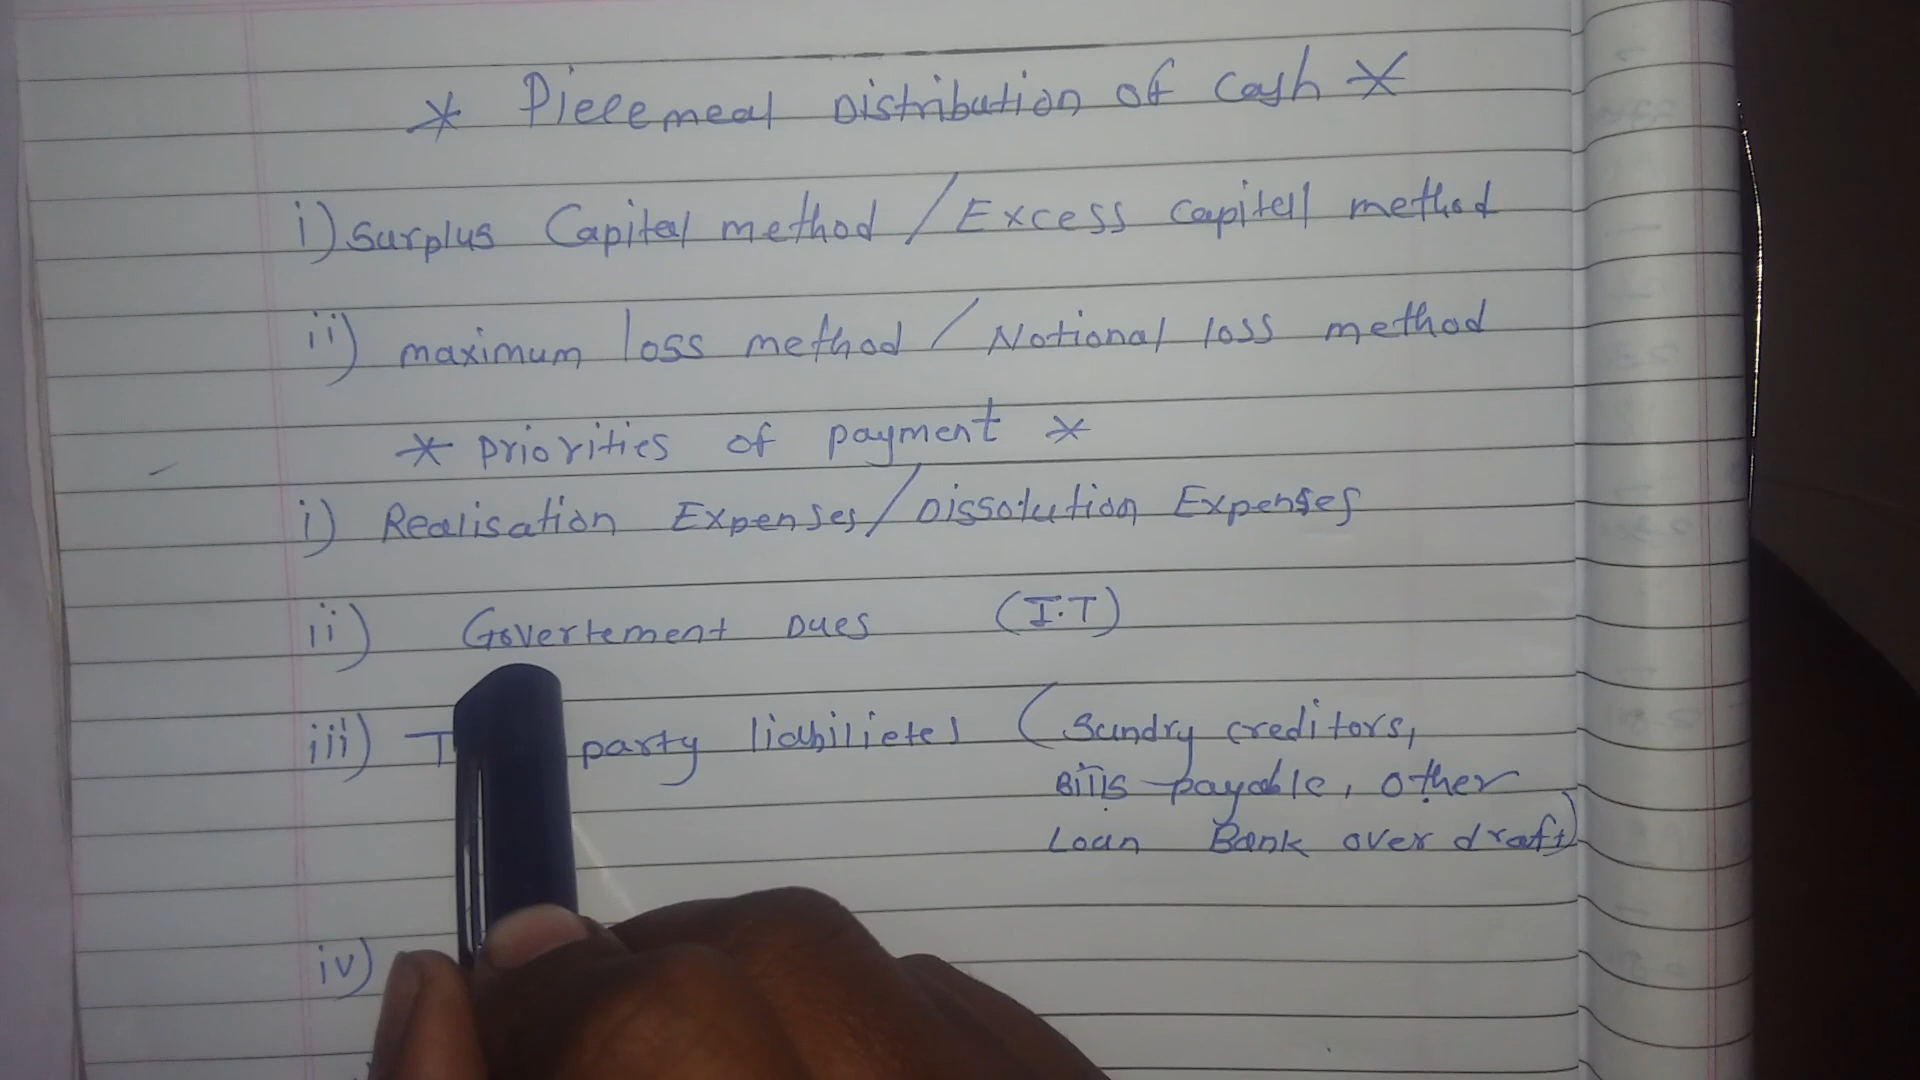 * Piecemeal Distribution of Cash *
i) Surplus Capital method / Excess Capitall method
ii) maximum loss method / Notional loss method
* Priorities of payment *
i) Realisation Expenses / Dissolution Expenses
ii) Govertement Dues (I.T)
iii) party liabilietes (Sundry creditors,
Bills payable, other
Loan Bank over draft)
iv)